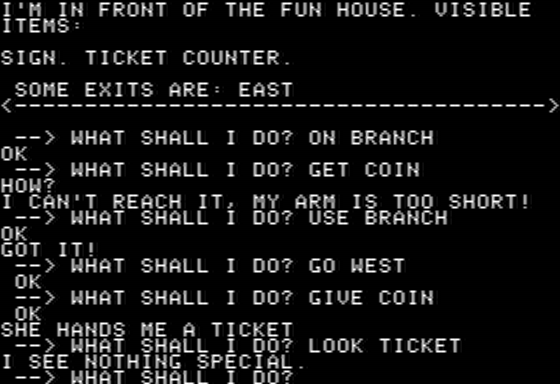 I'M IN FRONT OF THE FUN HOUSE. VISIBLE
ITEMS:
SIGN. TICKET COUNTER.
SOME EXITS ARE: EAST
<-------------------------------------->
--> WHAT SHALL I DO? ON BRANCH
OK
--> WHAT SHALL I DO? GET COIN
HOW?
I CAN'T REACH IT, MY ARM IS TOO SHORT!
--> WHAT SHALL I DO? USE BRANCH
OK
GOT IT!
--> WHAT SHALL I DO? GO WEST
OK
--> WHAT SHALL I DO? GIVE COIN
OK
SHE HANDS ME A TICKET
--> WHAT SHALL I DO? LOOK TICKET
I SEE NOTHING SPECIAL.
--> WHAT SHALL I DO?